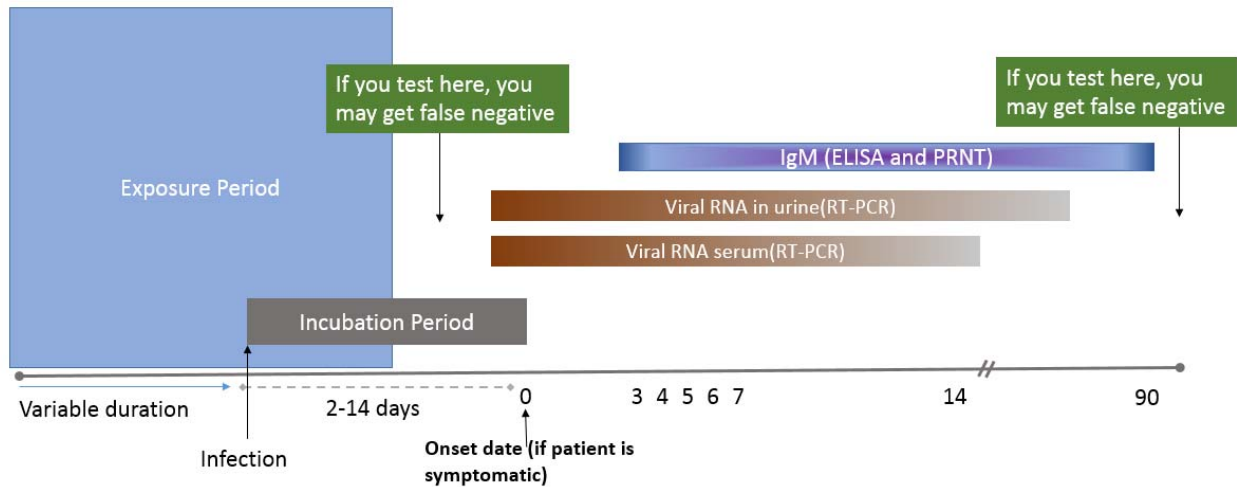 If you test here, you
may get false negative
If you test here, you
may get false negative
IgM (ELISA and PRNT)
Exposure Period
Viral RNA in urine(RT-PCR)
Viral RNA serum(RT-PCR)
Incubation Period
Variable duration
2-14 days
0
3 4 5 6 7
14
90
Infection
Onset date (if patient is
symptomatic)